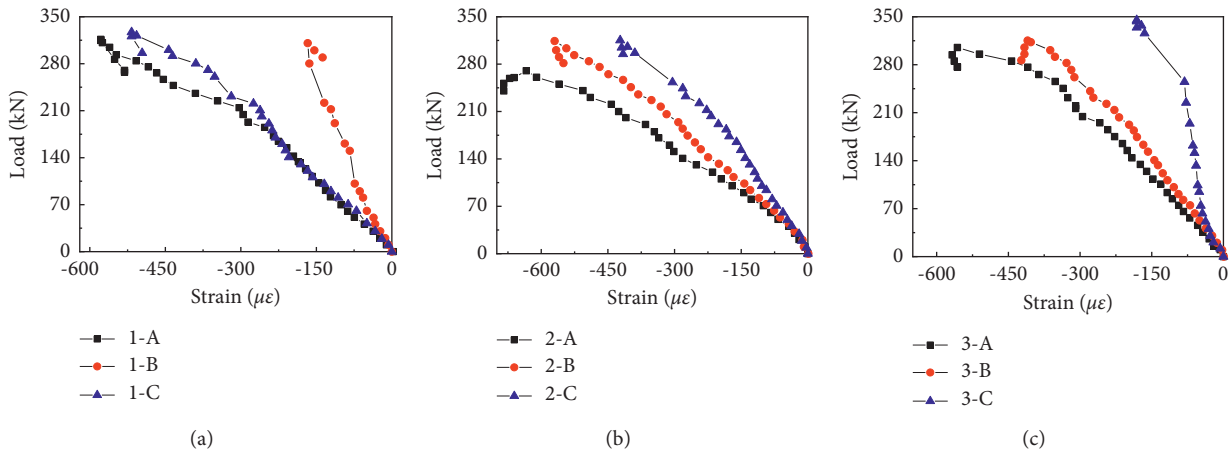 350
280
210
140
70
0
Load (kN)
-600 -450 -300 -150 0
Strain (με)
1-A
1-B
1-C
(a)
350
280
210
140
70
0
Load (kN)
-600 -450 -300 -150 0
Strain (με)
2-A
2-B
2-C
(b)
350
280
210
140
70
0
Load (kN)
-600 -450 -300 -150 0
Strain (με)
3-A
3-B
3-C
(c)